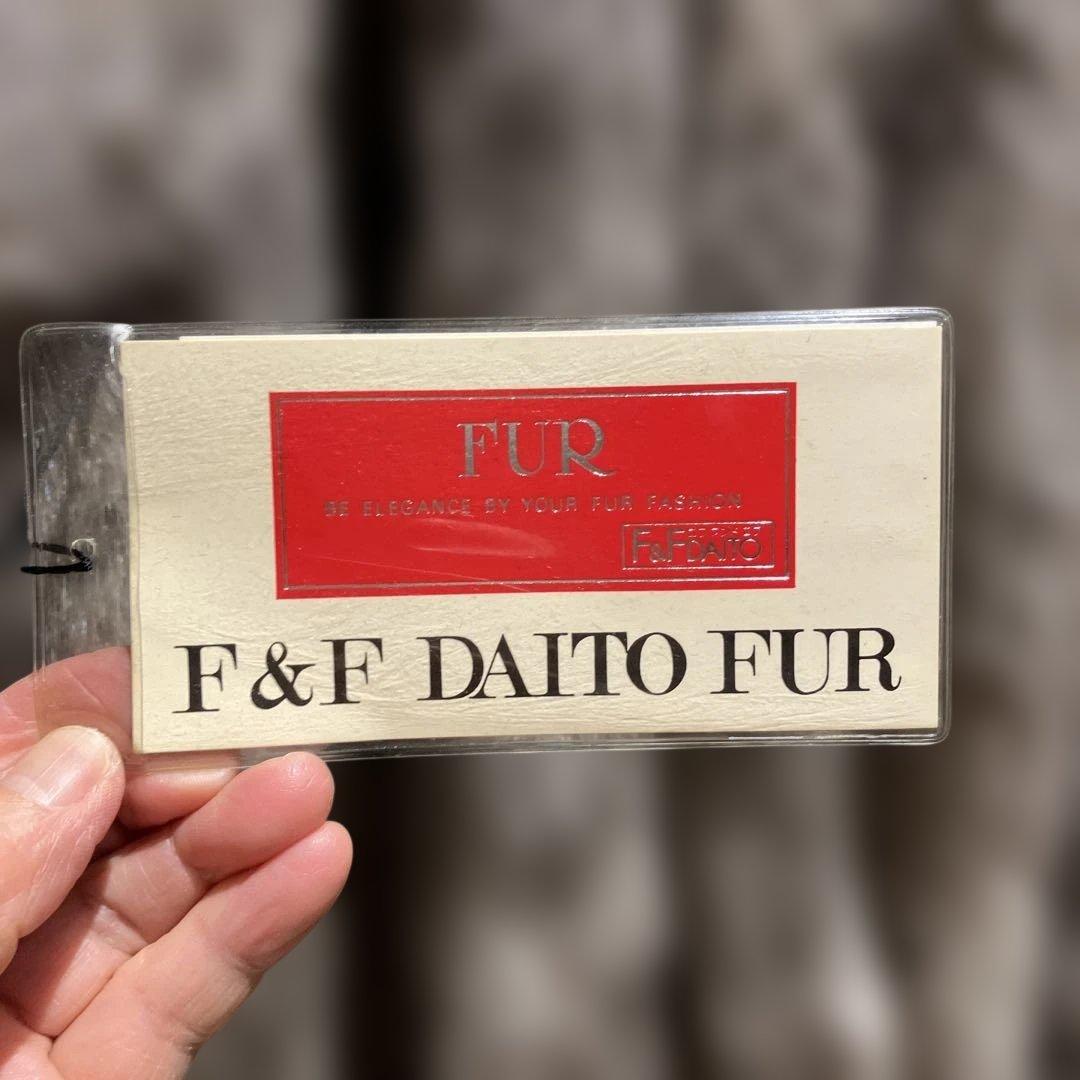 FUR
BE ELEGANCE BY YOUR FUR FASHION
F&F DAITO
F&F DAITO FUR